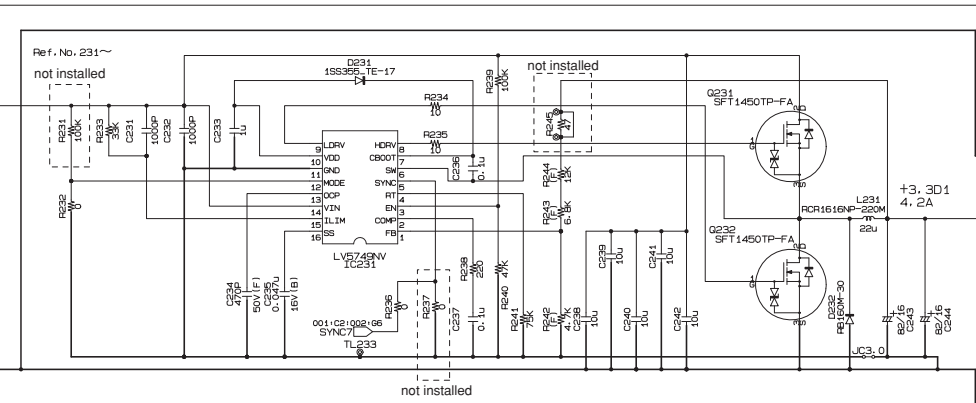 Ref.No.231～
not installed
D231
1SS355_TE-17
R239
100K
not installed
Q231
SFT1450TP-FA
R231
100K
R233
33K
C231
1000P
C232
1000P
C233
1u
R234
10
R235
10
R245
47
D
G
S
LDRV
HDRV
9
8
VDD
CBOOT
10
7
GND
SW
11
6
MODE
SYNC
12
5
OCP
RT
13
4
VIN
EN
14
3
ILIM
COMP
15
2
SS
FB
16
1
LV5749NV
IC231
C236
0.1u
R244
(F)
12K
R243
(F)
6.8K
R232
0
+3.3D1
4.2A
L231
RCR1616NP-220M
22u
Q232
SFT1450TP-FA
D
G
S
C234
470P
50V(F)
C235
0.047u
16V(B)
R236
0
R237
0
R238
220
C237
0.1u
47K
R240
R241
75K
R242
(F)
4.7K
C238
10u
C239
10u
C240
10u
C241
10u
C242
10u
D232
RB160M-30
82/16
C243
82/16
C244
001:C2:002:G6
SYNC7
TL233
JC3.0
not installed